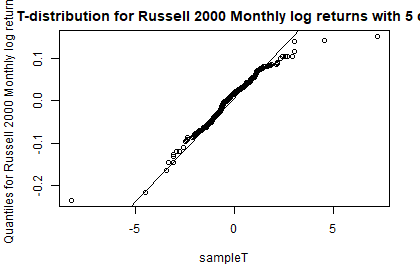 T-distribution for Russell 2000 Monthly log returns with 5
Quantiles for Russell 2000 Monthly log return
0.1
0.0
-0.1
-0.2
-5
0
5
sampleT